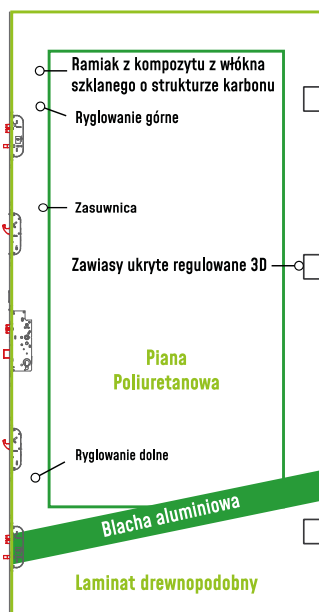 Ramiak z kompozytu z włókna
szklanego o strukturze karbonu
Ryglowanie górne
Zasuwnica
Zawiasy ukryte regulowane 3D
Piana
Poliuretanowa
Ryglowanie dolne
Blacha aluminiowa
Laminat drewnopodobny